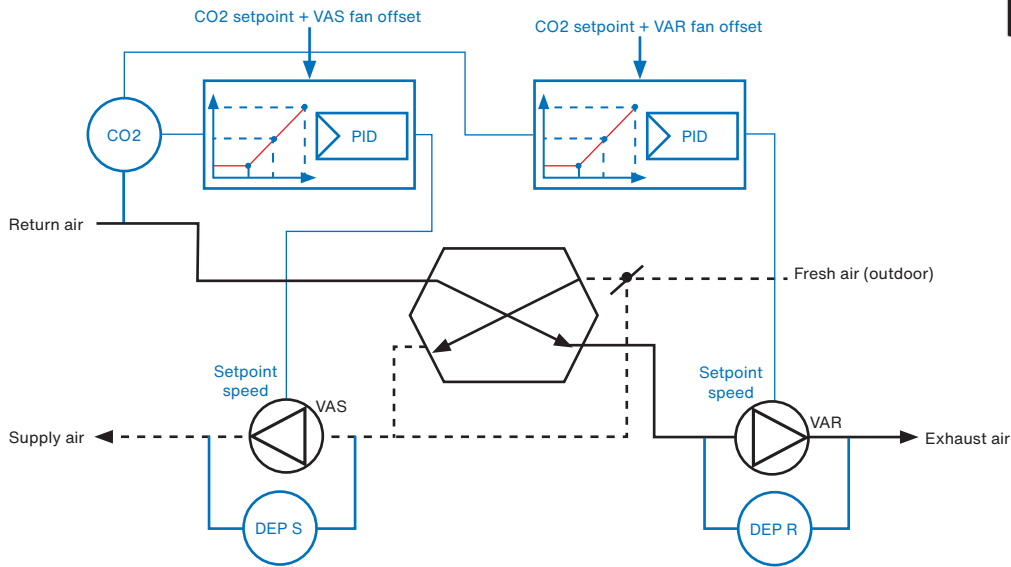 CO2 setpoint + VAS fan offset
CO2 setpoint + VAR fan offset
CO2
PID
PID
Return air
Fresh air (outdoor)
Setpoint
speed
Setpoint
speed
VAS
VAR
Supply air
Exhaust air
DEP S
DEP R